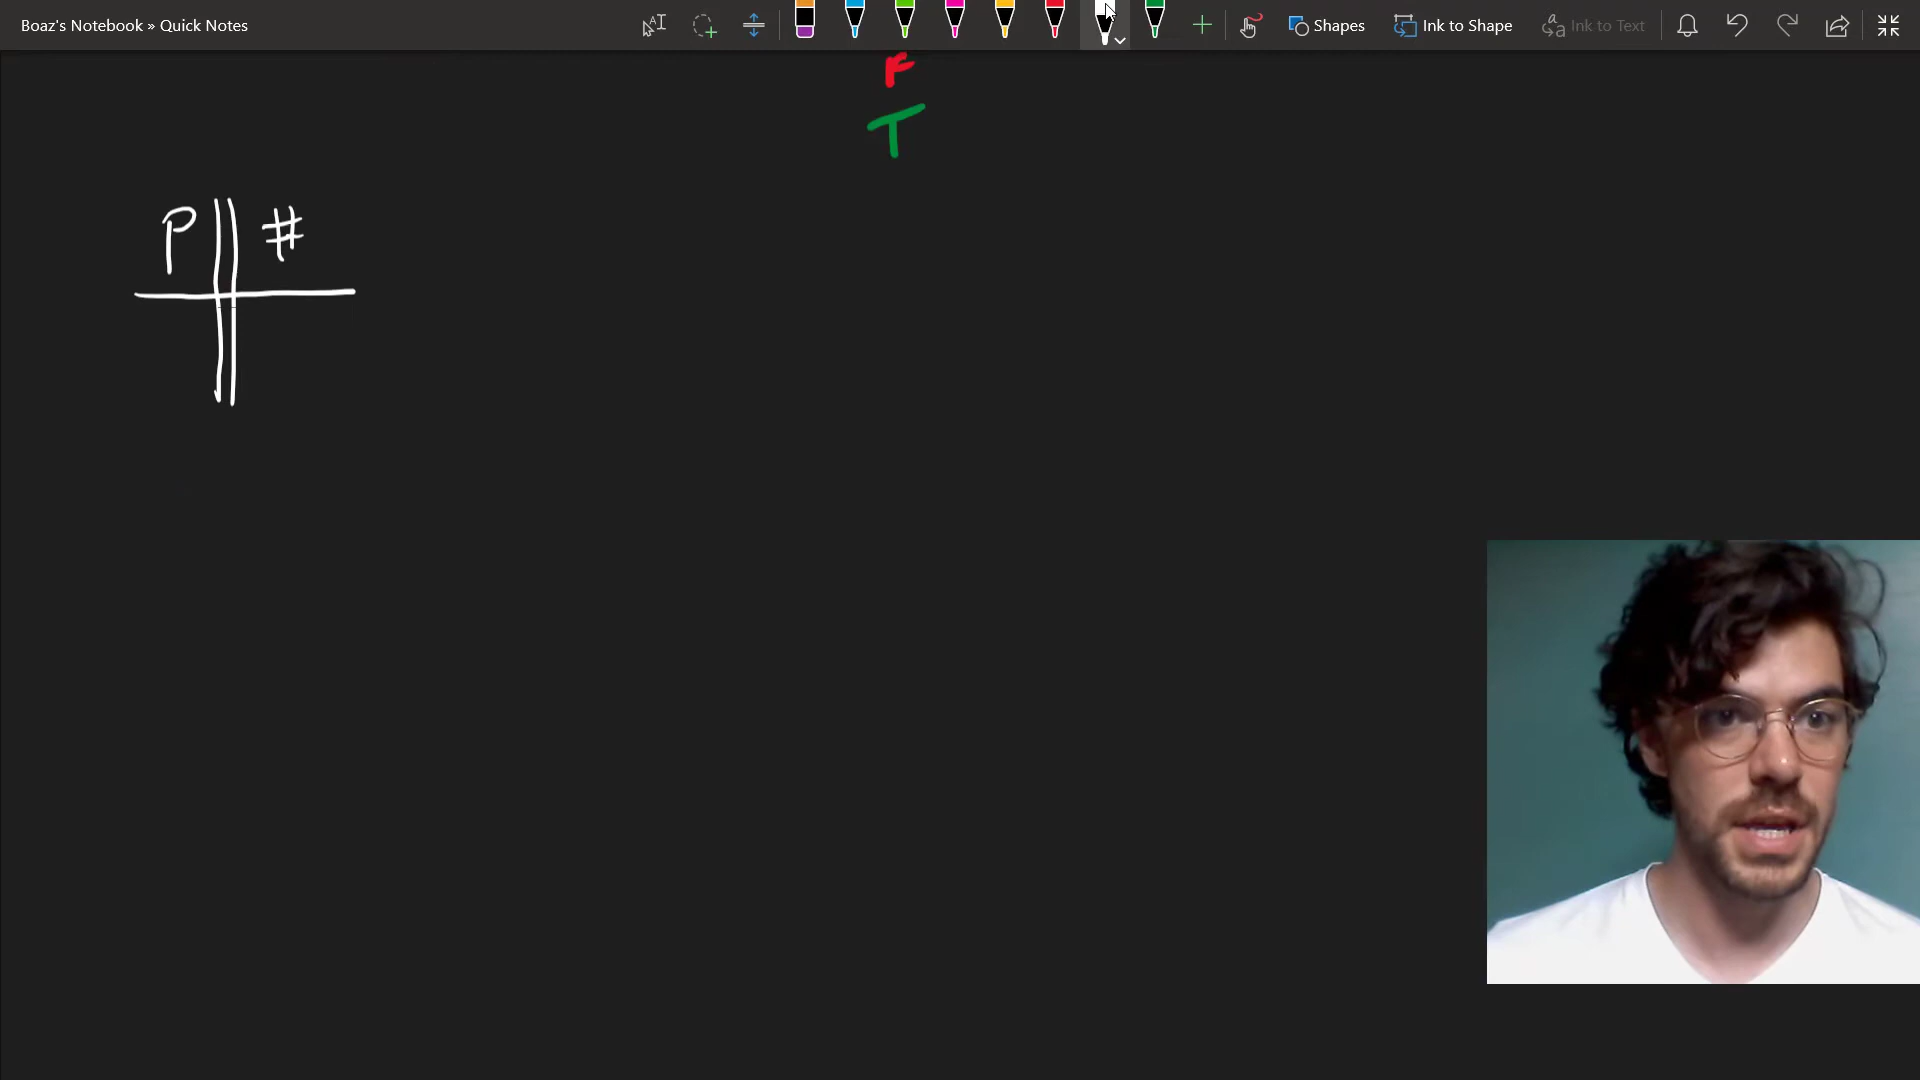 Boaz's Notebook » Quick Notes Shapes Ink to Shape Ink to Text
F
T
P #